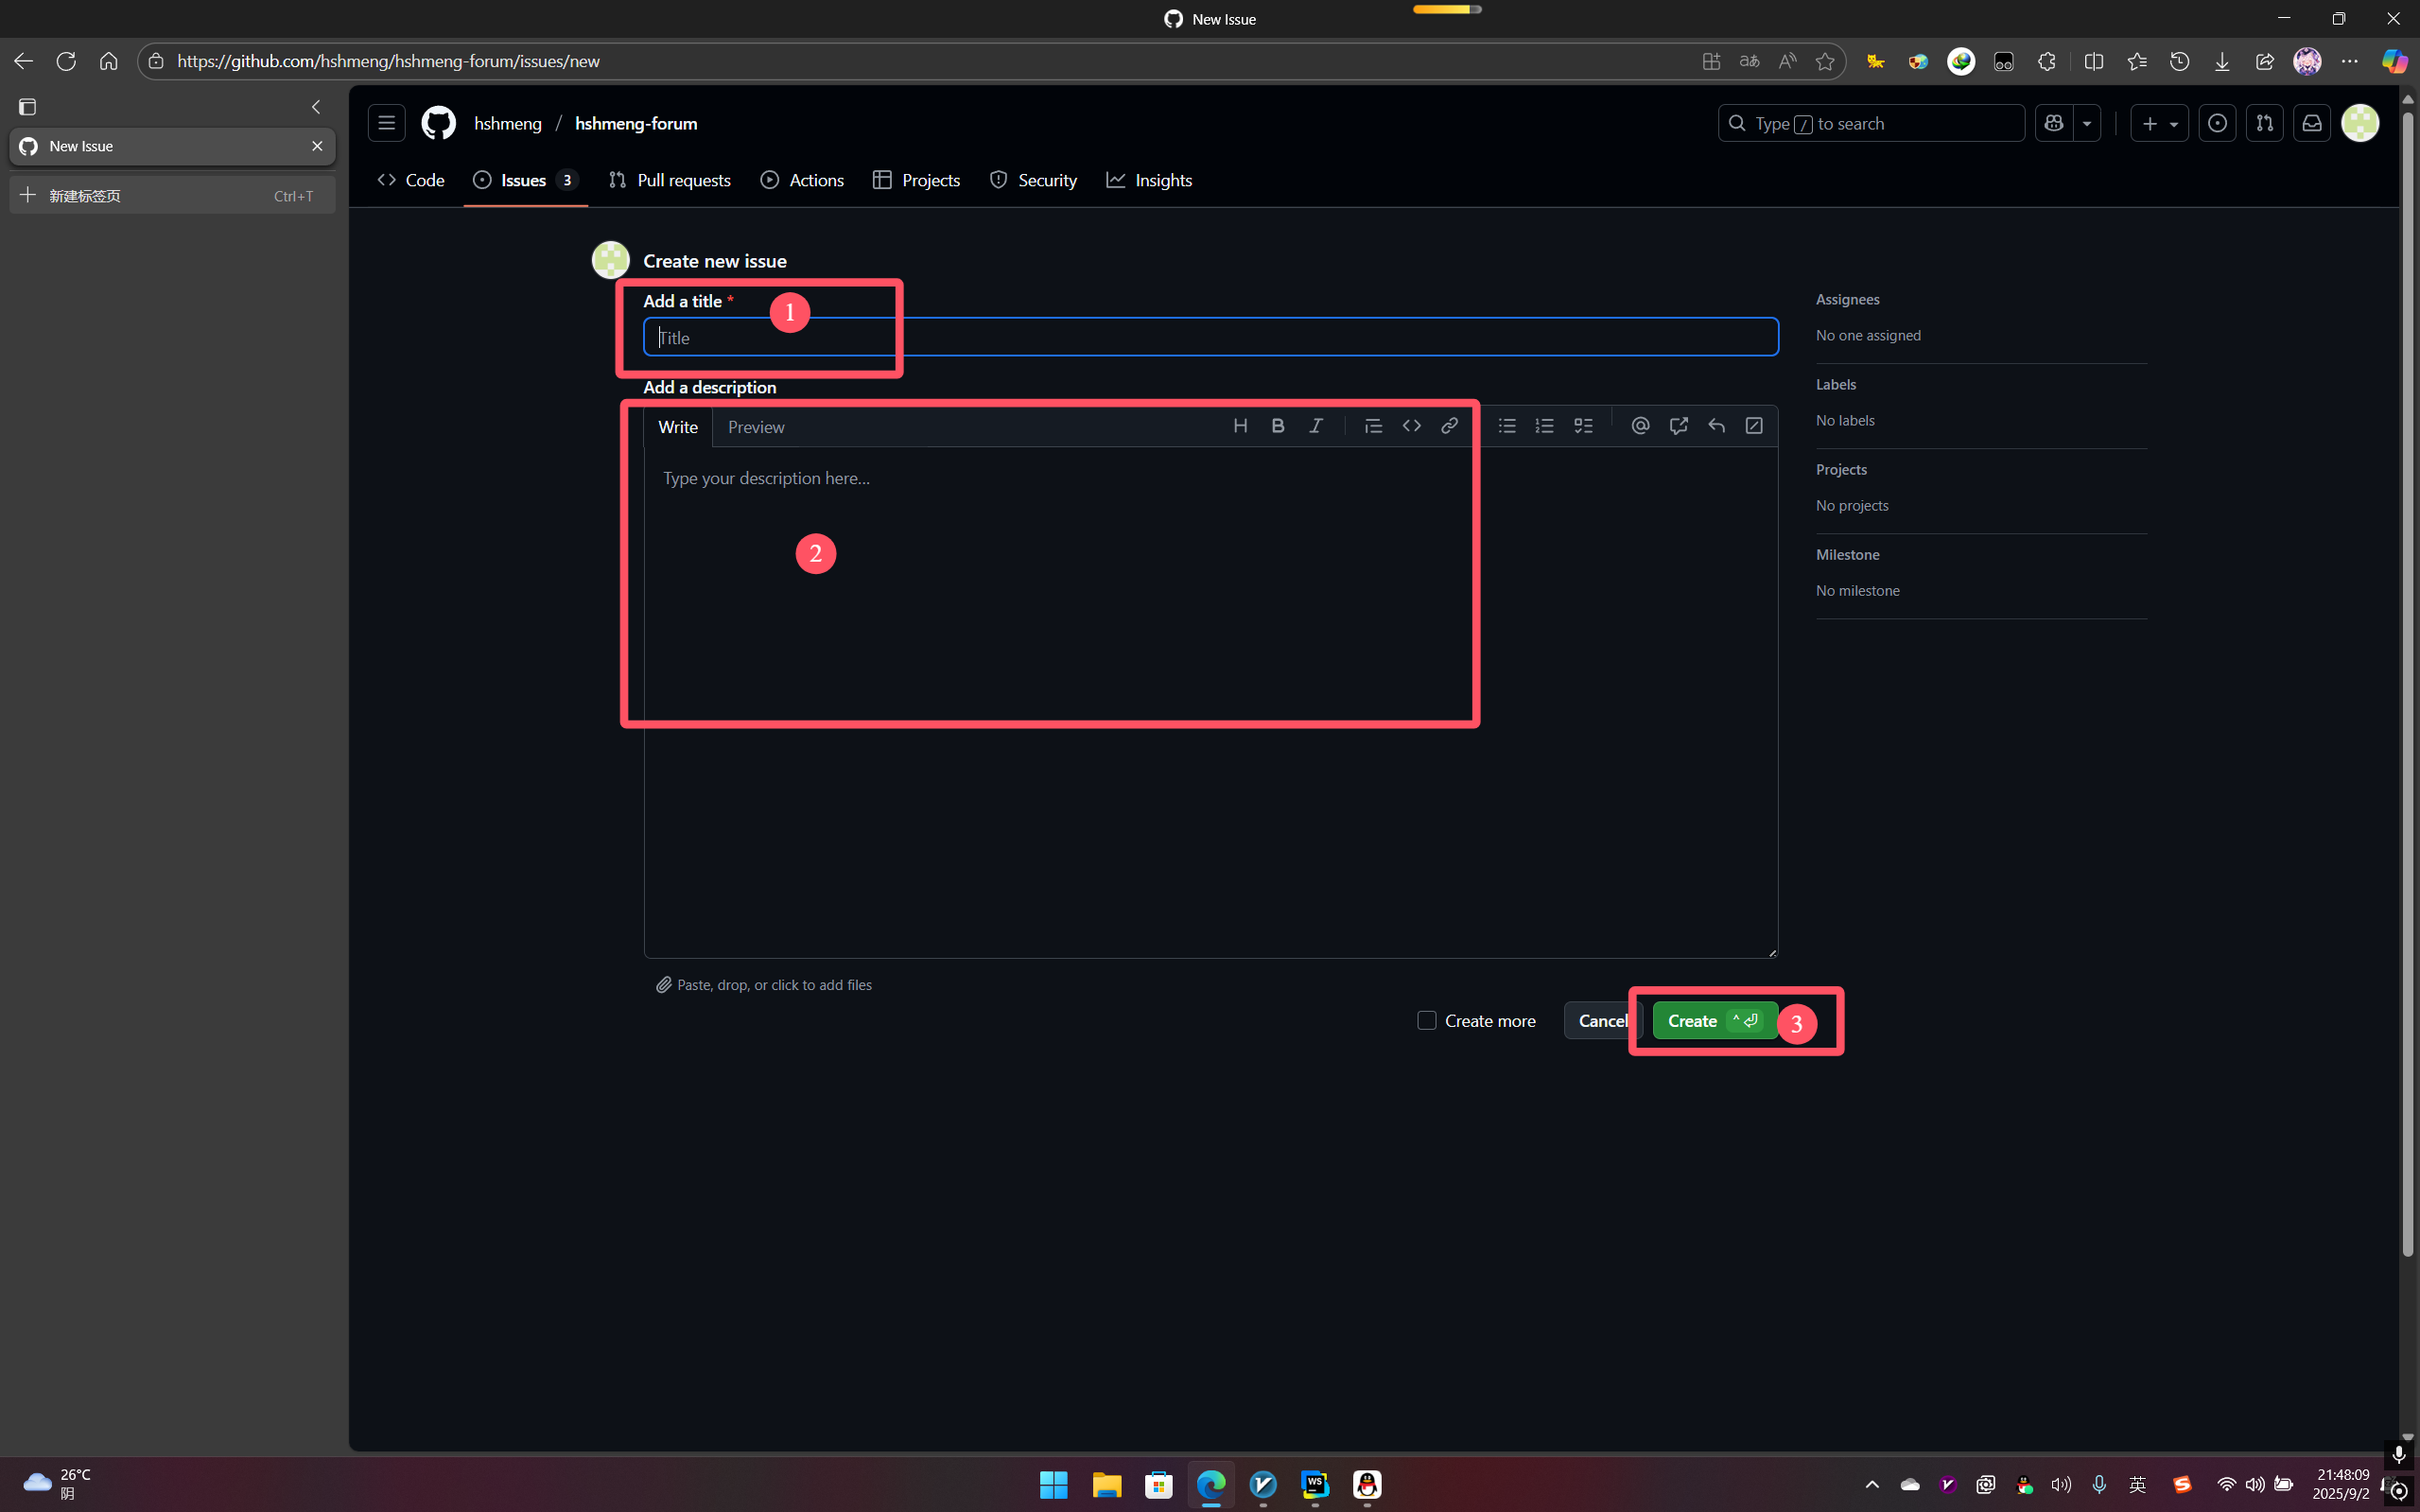 New Issue
https://github.com/hshmeng/hshmeng-forum/issues/new
New Issue
新建标签页 Ctrl+T
hshmeng / hshmeng-forum
Type / to search
Code Issues 3 Pull requests Actions Projects Security Insights
Create new issue
Add a title *
1
Title
Add a description
Write Preview
Type your description here...
2
Paste, drop, or click to add files
Create more Cancel Create 3
Assignees
No one assigned
Labels
No labels
Projects
No projects
Milestone
No milestone
26°C
阴
WS
英
21:48:09
2025/9/2